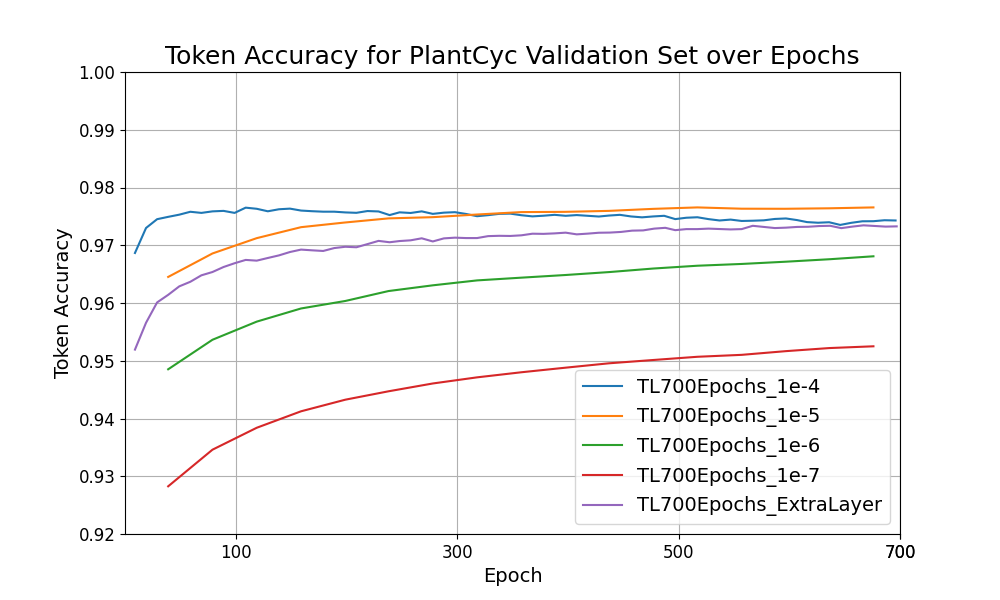 Token Accuracy for PlantCyc Validation Set over Epochs
Token Accuracy
1.00
0.99
0.98
0.97
0.96
0.95
0.94
0.93
0.92
TL700Epochs_1e-4
TL700Epochs_1e-5
TL700Epochs_1e-6
TL700Epochs_1e-7
TL700Epochs_ExtraLayer
100 300 500 700
Epoch